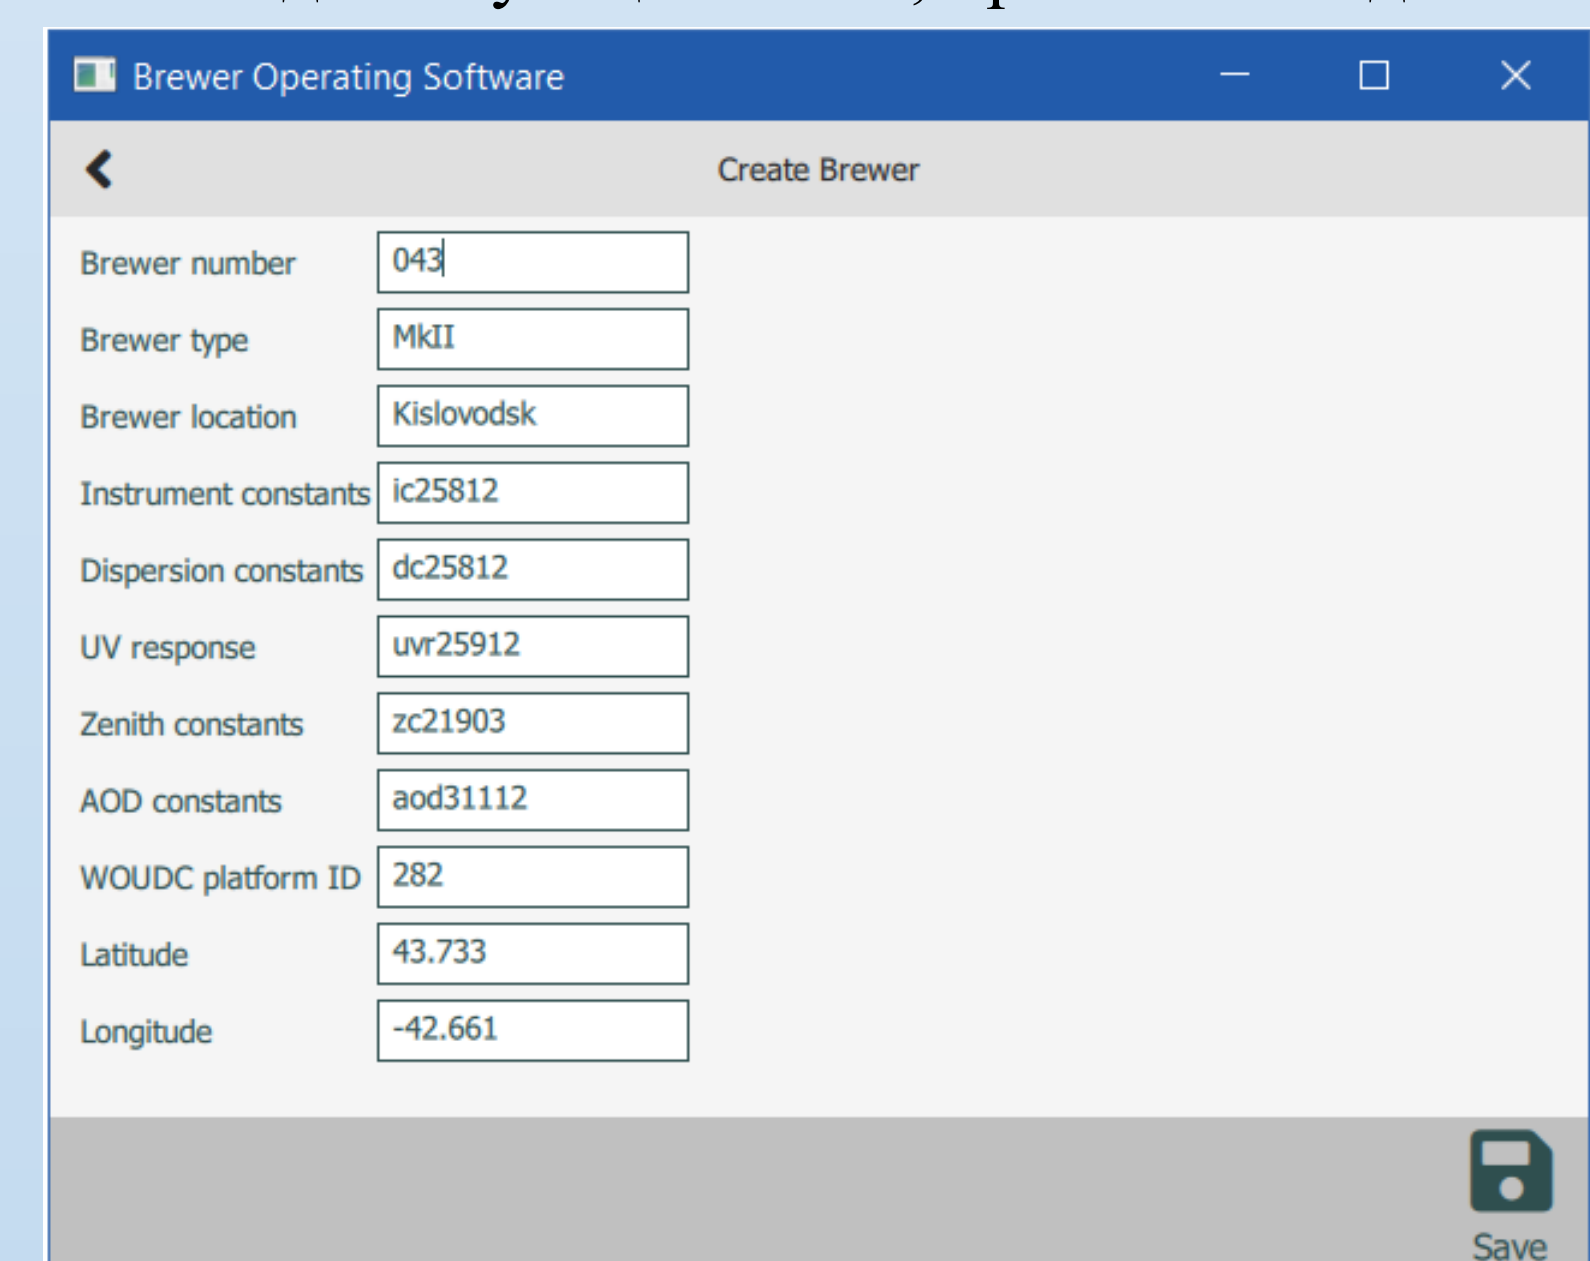 Brewer Operating Software
Create Brewer
Brewer number 043
Brewer type MkII
Brewer location Kislovodsk
Instrument constants ic25812
Dispersion constants dc25812
UV response uvr25912
Zenith constants zc21903
AOD constants aod31112
WOUDC platform ID 282
Latitude 43.733
Longitude -42.661
Save